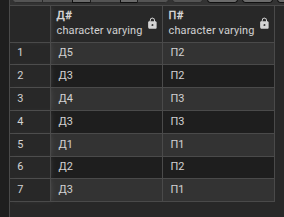 Д# П#
character varying character varying
1 Д5 П2
2 Д3 П2
3 Д4 П3
4 Д3 П3
5 Д1 П1
6 Д2 П2
7 Д3 П1